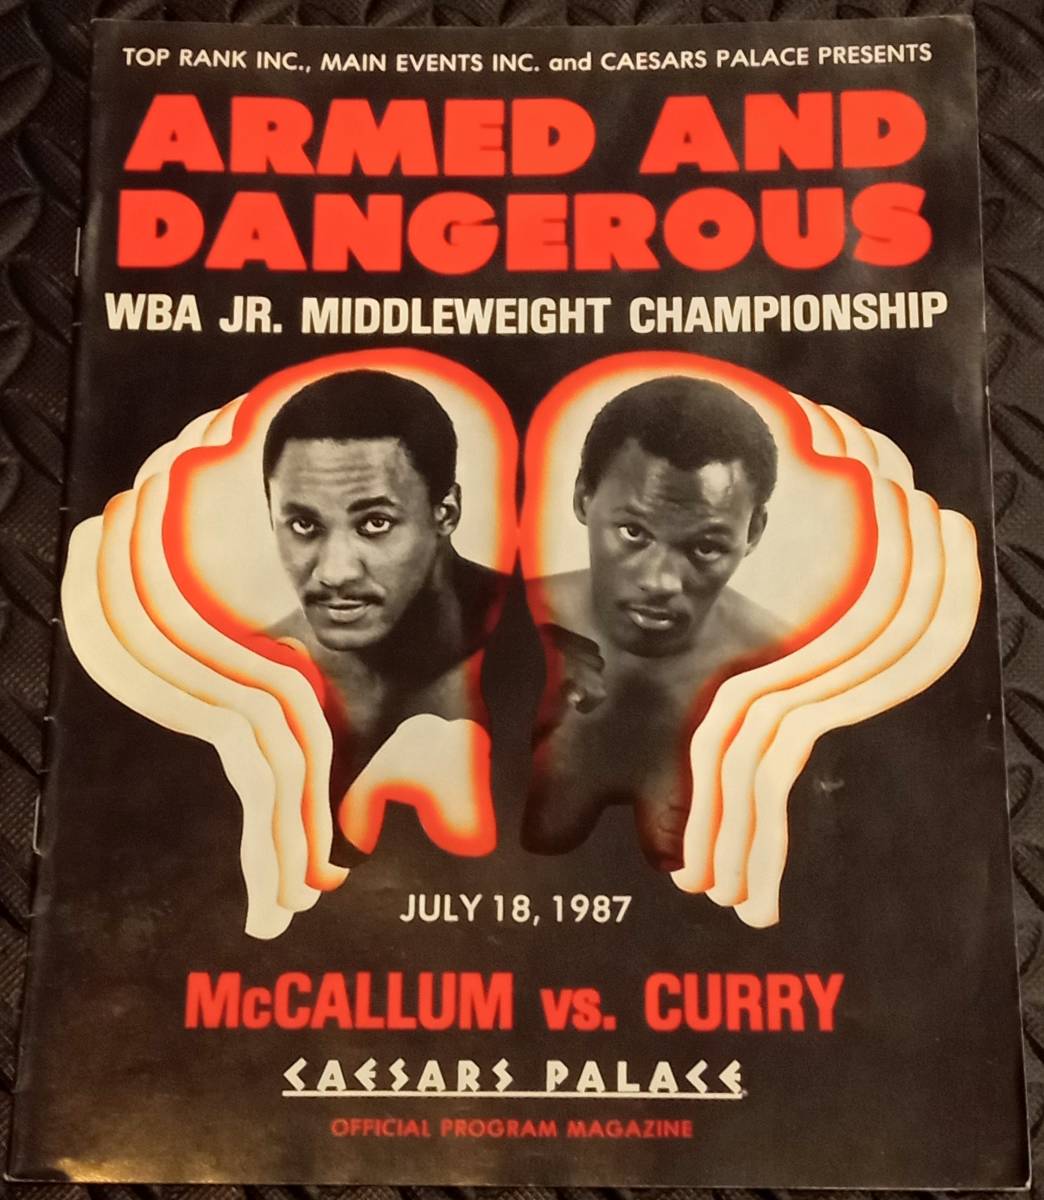 TOP RANK INC., MAIN EVENTS INC. and CAESARS PALACE PRESENTS
ARMED AND
DANGEROUS
WBA JR. MIDDLEWEIGHT CHAMPIONSHIP
JULY 18, 1987
McCALLUM vs. CURRY
CAESARS PALACE
OFFICIAL PROGRAM MAGAZINE